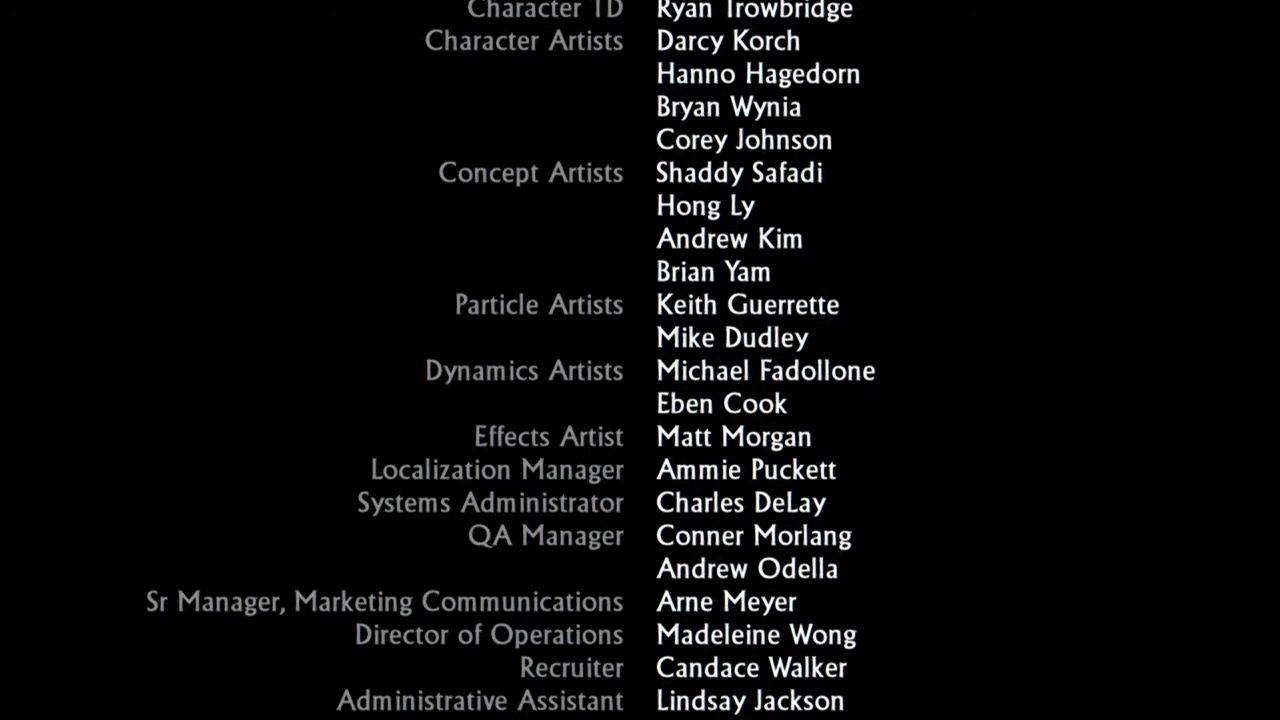 Character TD Ryan Trowbridge
Character Artists Darcy Korch
Hanno Hagedorn
Bryan Wynia
Corey Johnson
Concept Artists Shaddy Safadi
Hong Ly
Andrew Kim
Brian Yam
Particle Artists Keith Guerrette
Mike Dudley
Dynamics Artists Michael Fadollone
Eben Cook
Effects Artist Matt Morgan
Localization Manager Ammie Puckett
Systems Administrator Charles DeLay
QA Manager Conner Morlang
Andrew Odella
Sr Manager, Marketing Communications Arne Meyer
Director of Operations Madeleine Wong
Recruiter Candace Walker
Administrative Assistant Lindsay Jackson